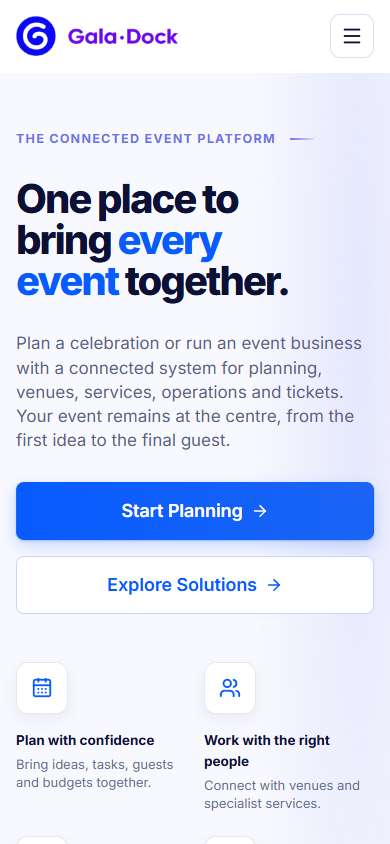 Gala·Dock
THE CONNECTED EVENT PLATFORM
One place to
bring every
event together.
Plan a celebration or run an event business
with a connected system for planning,
venues, services, operations and tickets.
Your event remains at the centre, from the
first idea to the final guest.
Start Planning →
Explore Solutions →
Plan with confidence
Bring ideas, tasks, guests
and budgets together.
Work with the right
people
Connect with venues and
specialist services.